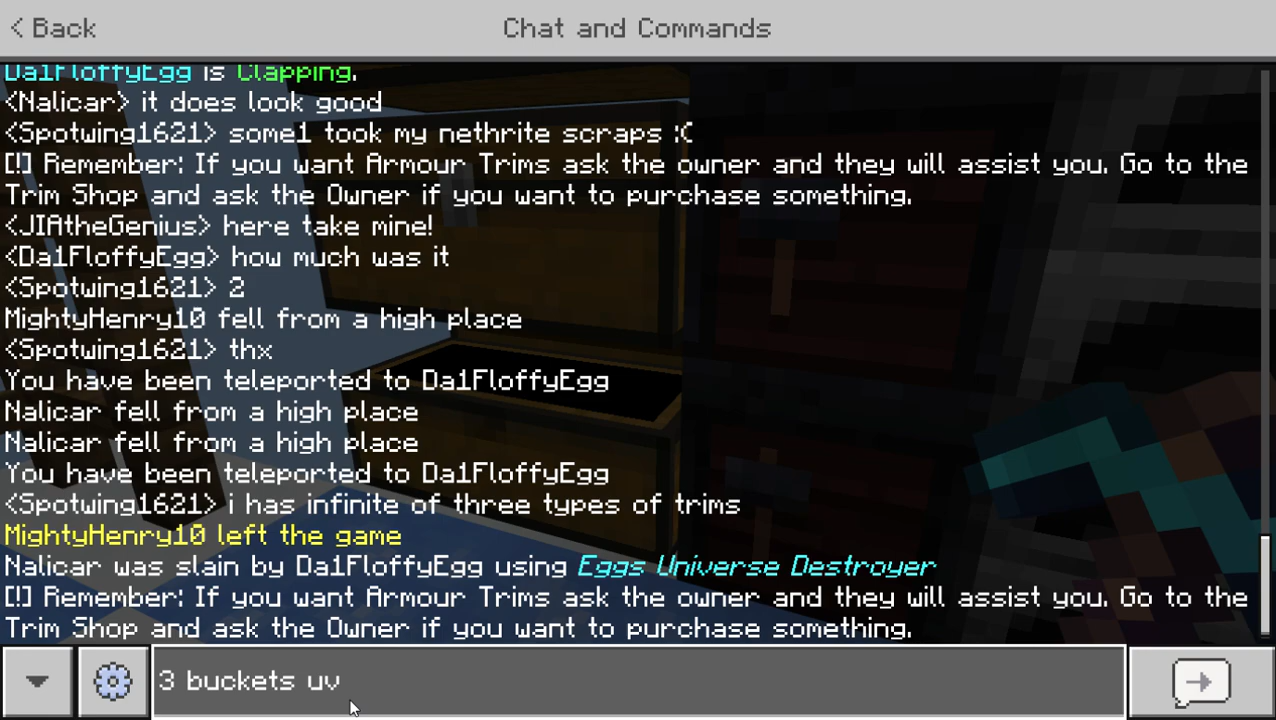 < Back
Chat and Commands
Da1FloffyEgg is Clapping.
<Nalicar> it does look good
<Spotwing1621> some1 took my nethrite scraps :(
[!] Remember: If you want Armour Trims ask the owner and they will assist you. Go to the
Trim Shop and ask the Owner if you want to purchase something.
<JIAtheGenius> here take mine!
<Da1FloffyEgg> how much was it
<Spotwing1621> 2
MightyHenry10 fell from a high place
<Spotwing1621> thx
You have been teleported to Da1FloffyEgg
Nalicar fell from a high place
Nalicar fell from a high place
You have been teleported to Da1FloffyEgg
<Spotwing1621> i has infinite of three types of trims
MightyHenry10 left the game
Nalicar was slain by Da1FloffyEgg using Eggs Universe Destroyer
[!] Remember: If you want Armour Trims ask the owner and they will assist you. Go to the
Trim Shop and ask the Owner if you want to purchase something.
3 buckets uv